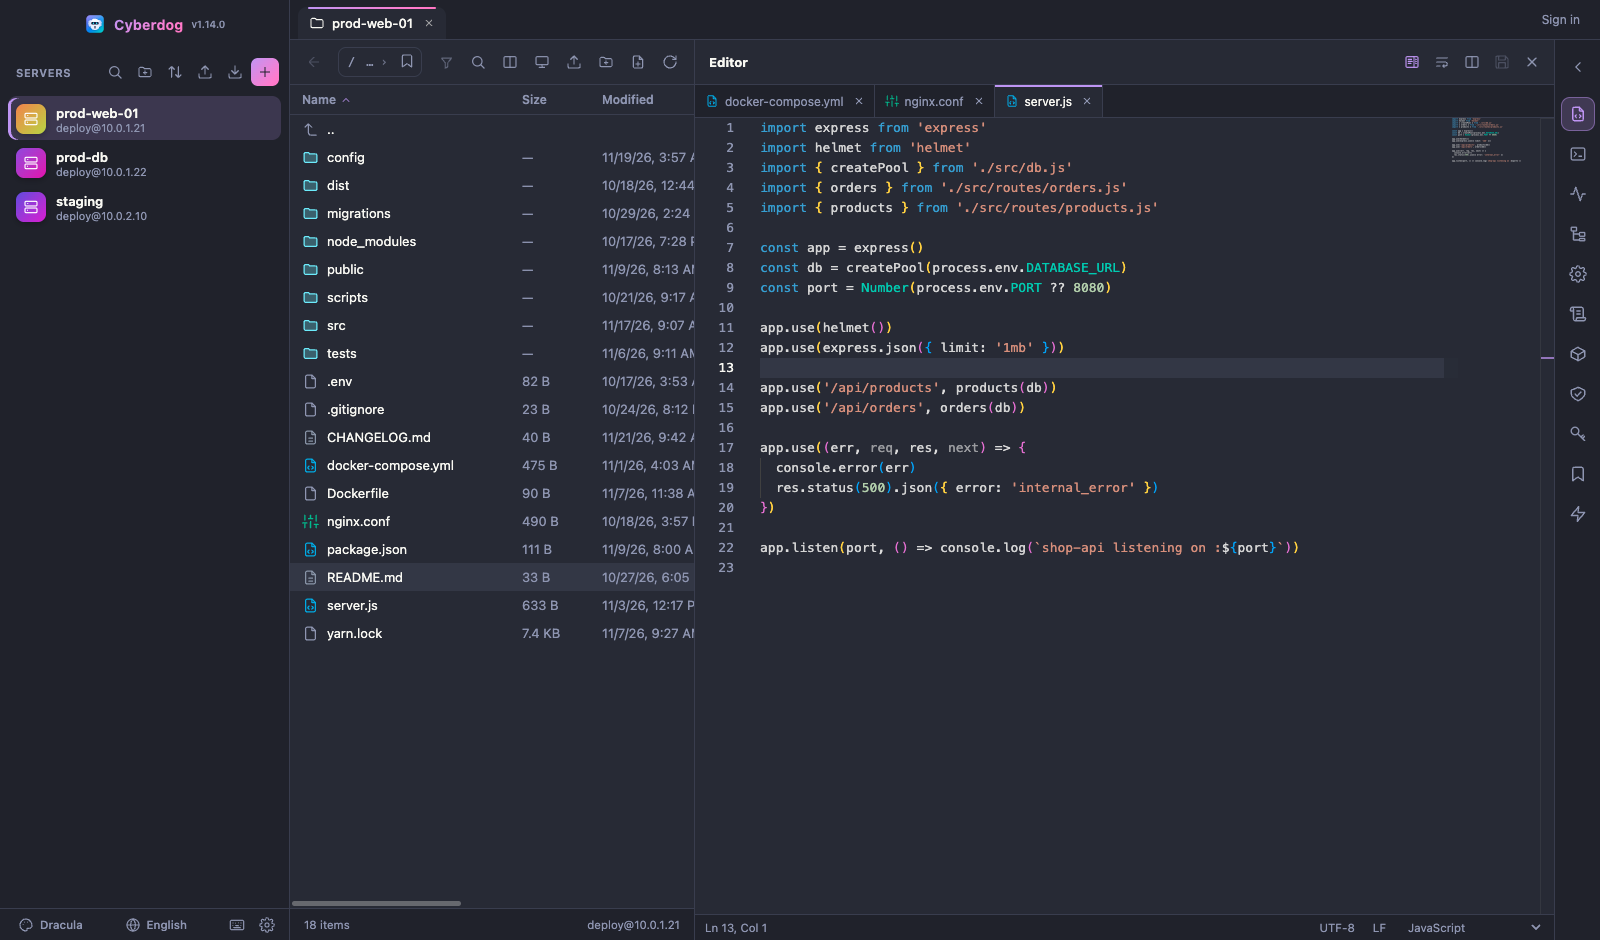 Cyberdog v1.14.0
SERVERS
prod-web-01
deploy@10.0.1.21
prod-db
deploy@10.0.1.22
staging
deploy@10.0.2.10
Dracula
English
prod-web-01
Sign in
/ … ›
Name Size Modified
..
config — 11/19/26, 3:57 A
dist — 10/18/26, 12:44
migrations — 10/29/26, 2:24
node_modules — 10/17/26, 7:28 P
public — 11/9/26, 8:13 AM
scripts — 10/21/26, 9:17 A
src — 11/17/26, 9:07 A
tests — 11/6/26, 9:11 AM
.env 82 B 10/17/26, 3:53
.gitignore 23 B 10/24/26, 8:12
CHANGELOG.md 40 B 11/21/26, 9:42
docker-compose.yml 475 B 11/1/26, 4:03 AM
Dockerfile 90 B 11/7/26, 11:38 A
nginx.conf 490 B 10/18/26, 3:57
package.json 111 B 11/9/26, 8:00 A
README.md 33 B 10/27/26, 6:05
server.js 633 B 11/3/26, 12:17 P
yarn.lock 7.4 KB 11/7/26, 9:27 AM
18 items
deploy@10.0.1.21
Editor
docker-compose.yml
nginx.conf
server.js
1 import express from 'express'
2 import helmet from 'helmet'
3 import { createPool } from './src/db.js'
4 import { orders } from './src/routes/orders.js'
5 import { products } from './src/routes/products.js'
6
7 const app = express()
8 const db = createPool(process.env.DATABASE_URL)
9 const port = Number(process.env.PORT ?? 8080)
10
11 app.use(helmet())
12 app.use(express.json({ limit: '1mb' }))
13
14 app.use('/api/products', products(db))
15 app.use('/api/orders', orders(db))
16
17 app.use((err, req, res, next) => {
18 console.error(err)
19 res.status(500).json({ error: 'internal_error' })
20 })
21
22 app.listen(port, () => console.log(`shop-api listening on :${port}`))
23
Ln 13, Col 1
UTF-8
LF
JavaScript